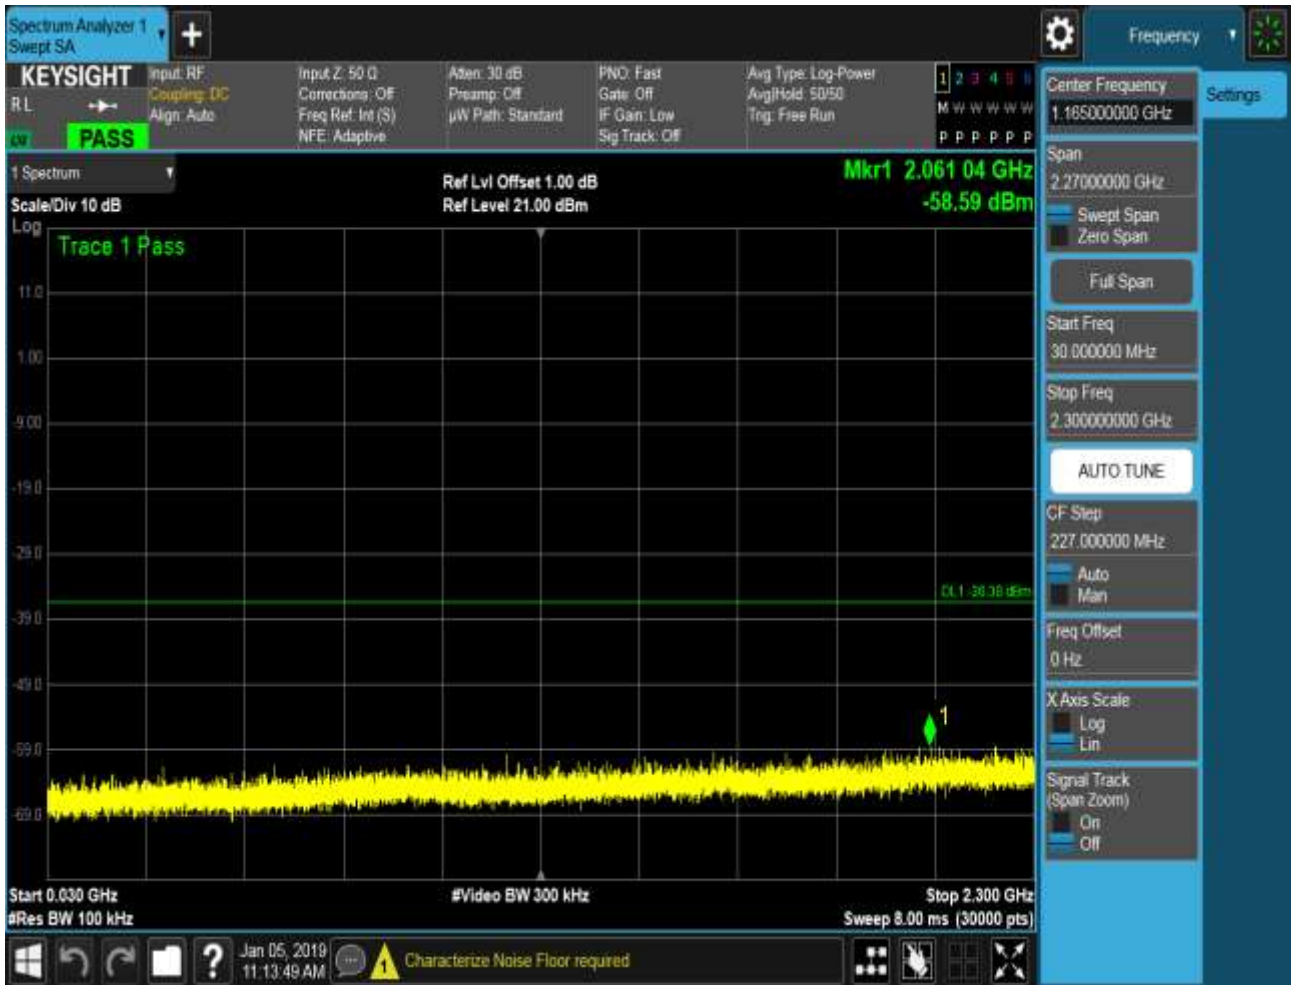 Spectrum Analyzer 1
Swept SA
+
Frequency
KEYSIGHT
RL
PASS
Input: RF
Coupling: DC
Align: Auto
Input Z: 50 Ω
Corrections: Off
Freq Ref: Int (S)
NFE: Adaptive
Atten: 30 dB
Preamp: Off
µW Path: Standard
PNO: Fast
Gate: Off
IF Gain: Low
Sig Track: Off
Avg Type: Log-Power
Avg|Hold: 50/50
Trig: Free Run
1 2 3 4 5 6
M W W W W W
P P P P P P
1 Spectrum
Scale/Div 10 dB
Ref Lvl Offset 1.00 dB
Ref Level 21.00 dBm
Mkr1 2.061 04 GHz
-58.59 dBm
Log
Trace 1 Pass
11.0
1.00
-9.00
-19.0
-29.0
-39.0
-49.0
-59.0
-69.0
DL1 -36.38 dBm
1
Start 0.030 GHz
#Res BW 100 kHz
#Video BW 300 kHz
Stop 2.300 GHz
Sweep 8.00 ms (30000 pts)
Center Frequency
1.165000000 GHz
Settings
Span
2.27000000 GHz
Swept Span
Zero Span
Full Span
Start Freq
30.000000 MHz
Stop Freq
2.300000000 GHz
AUTO TUNE
CF Step
227.000000 MHz
Auto
Man
Freq Offset
0 Hz
X Axis Scale
Log
Lin
Signal Track
(Span Zoom)
On
Off
?
Jan 05, 2019
11:13:49 AM
1
Characterize Noise Floor required